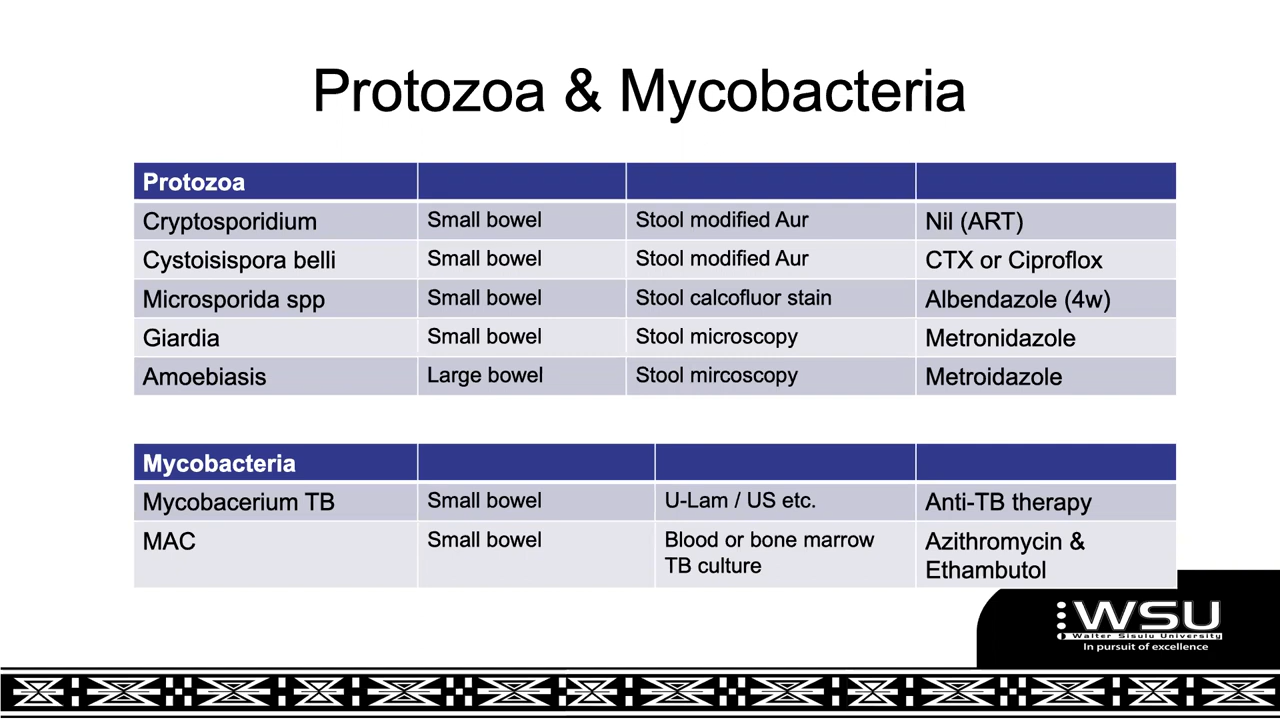 Protozoa & Mycobacteria
Protozoa
Cryptosporidium Small bowel Stool modified Aur Nil (ART)
Cystoisispora belli Small bowel Stool modified Aur CTX or Ciproflox
Microsporida spp Small bowel Stool calcofluor stain Albendazole (4w)
Giardia Small bowel Stool microscopy Metronidazole
Amoebiasis Large bowel Stool mircoscopy Metroidazole
Mycobacteria
Mycobacerium TB Small bowel U-Lam / US etc. Anti-TB therapy
MAC Small bowel Blood or bone marrow Azithromycin &
TB culture Ethambutol
WSU
Walter Sisulu University
In pursuit of excellence